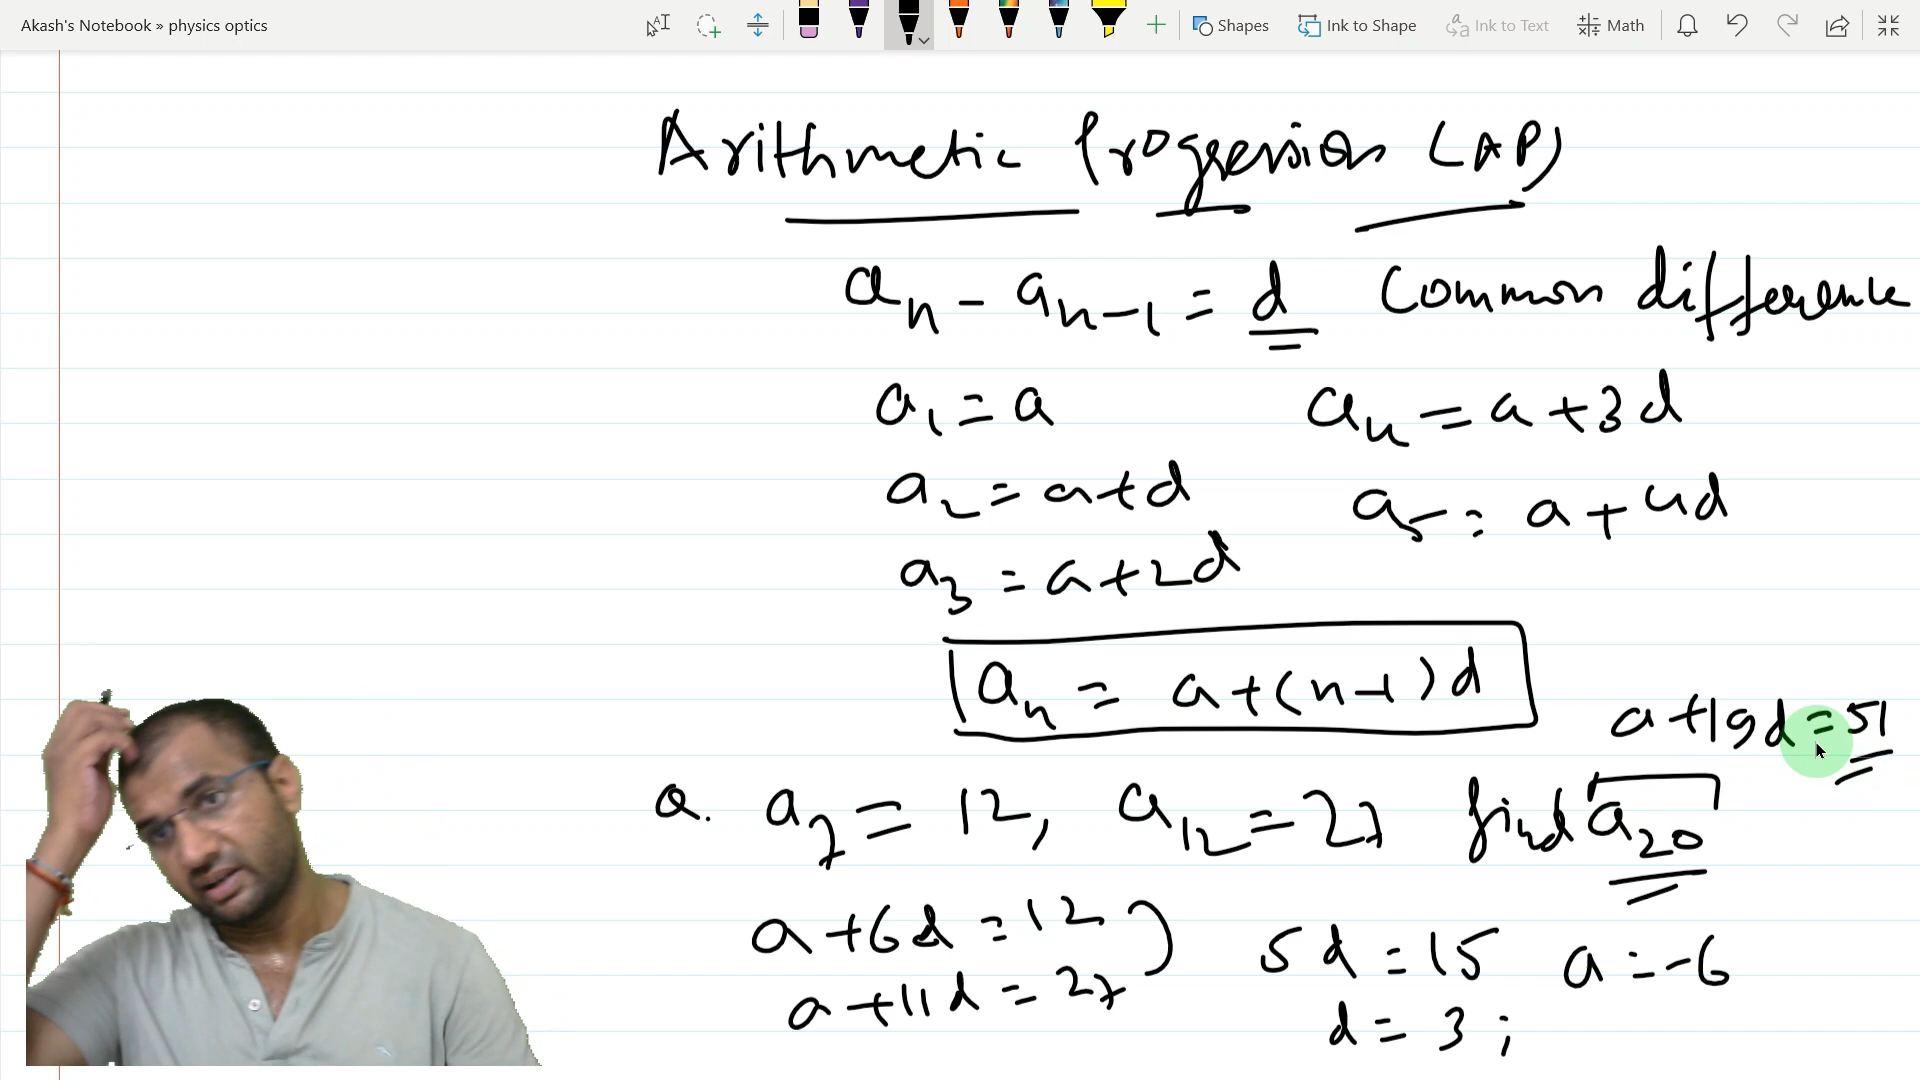 Akash's Notebook » physics optics
Shapes Ink to Shape Ink to Text Math
Arithmetic Progression (AP)
aₙ - aₙ₋₁ = d Common difference
a₁ = a
a₂ = a+d
a₃ = a+2d
a₄ = a+3d
a₅ = a+4d
aₙ = a+(n-1)d
a+19d=51
Q. a₇ = 12, a₁₂ = 27 find a₂₀
a+6d = 12
a+11d = 27
5d = 15 a = -6
d = 3;